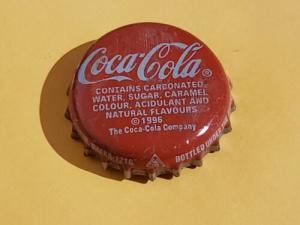 Coca-Cola®
CONTAINS CARBONATED
WATER, SUGAR, CARAMEL
COLOUR, ACIDULANT AND
NATURAL FLAVOURS
© 1996
The Coca-Cola Company
BOTTLED UNDER